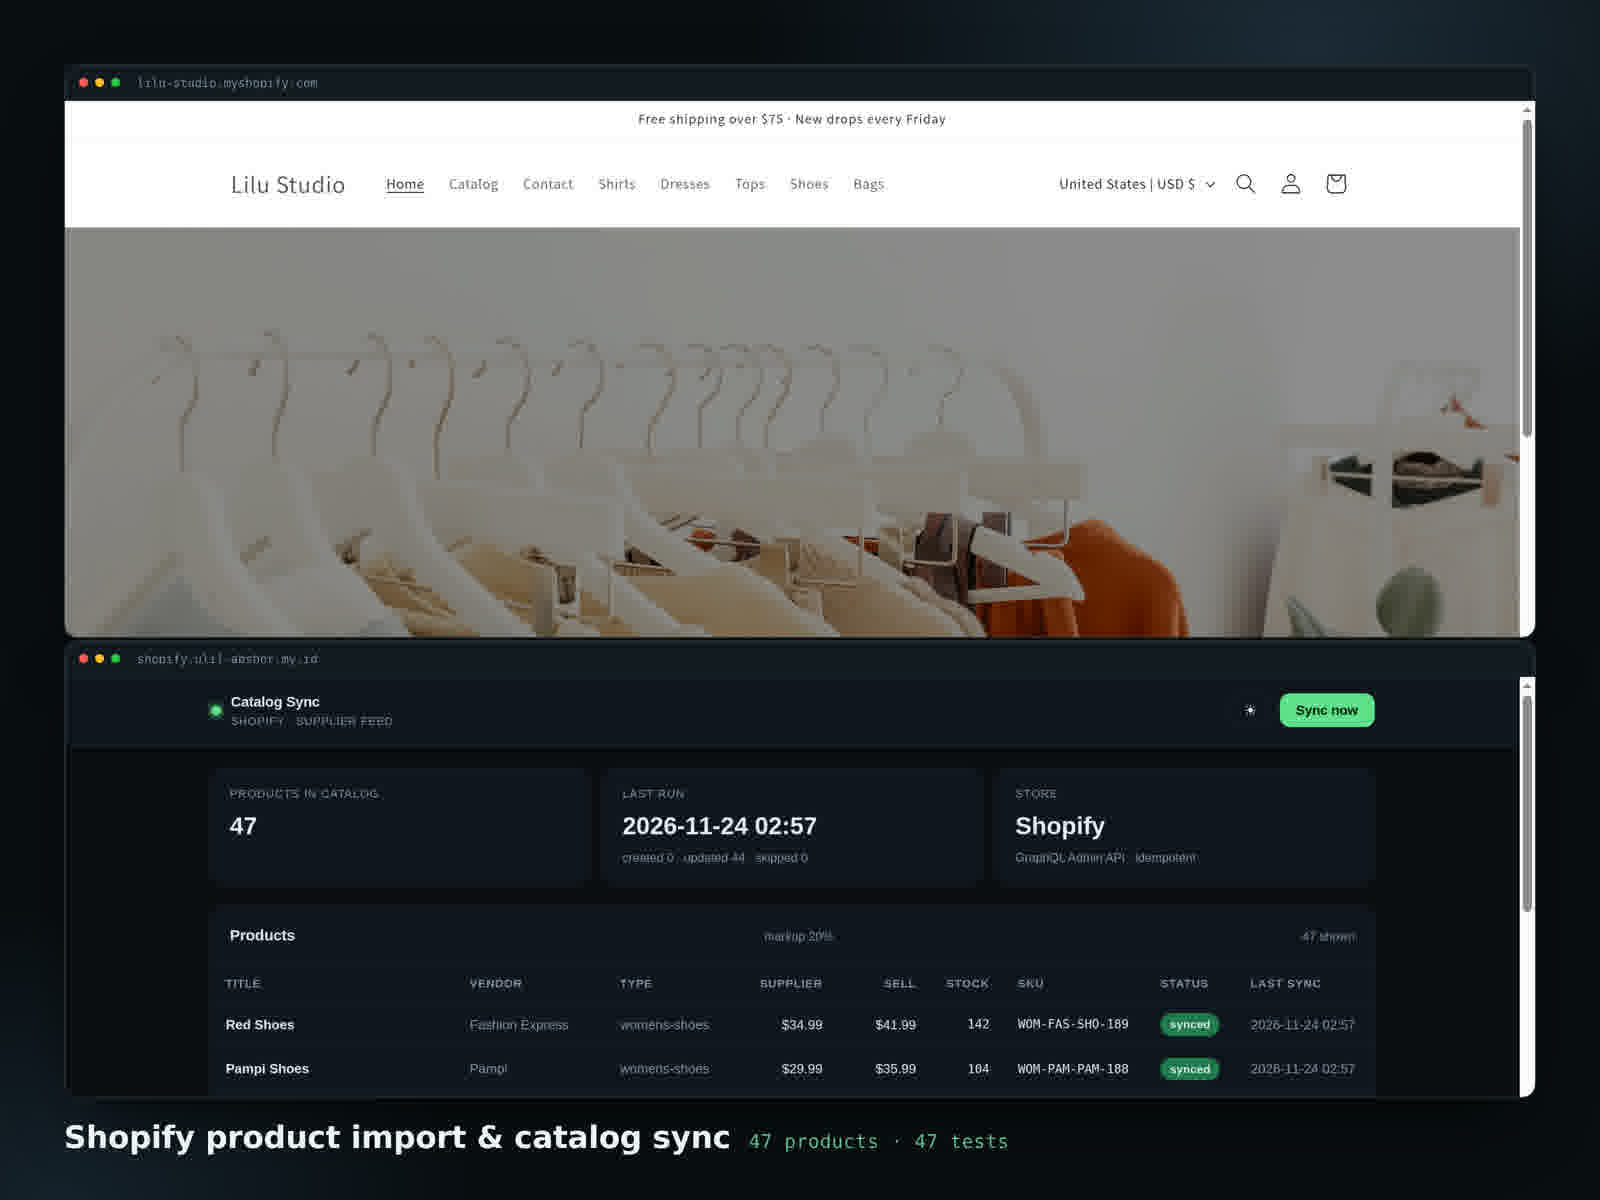 lilu-studio.myshopify.com
Free shipping over $75 · New drops every Friday
Lilu Studio Home Catalog Contact Shirts Dresses Tops Shoes Bags United States | USD $
shopify.ulil-abshor.my.id
Catalog Sync
SHOPIFY · SUPPLIER FEED
Sync now
PRODUCTS IN CATALOG
47
LAST RUN
2026-11-24 02:57
created 0 · updated 44 · skipped 0
STORE
Shopify
GraphQL Admin API · idempotent
Products markup 20% 47 shown
TITLE VENDOR TYPE SUPPLIER SELL STOCK SKU STATUS LAST SYNC
Red Shoes Fashion Express womens-shoes $34.99 $41.99 142 WOM-FAS-SHO-189 synced 2026-11-24 02:57
Pampi Shoes Pampi womens-shoes $29.99 $35.99 104 WOM-PAM-PAM-188 synced 2026-11-24 02:57
Shopify product import & catalog sync 47 products · 47 tests